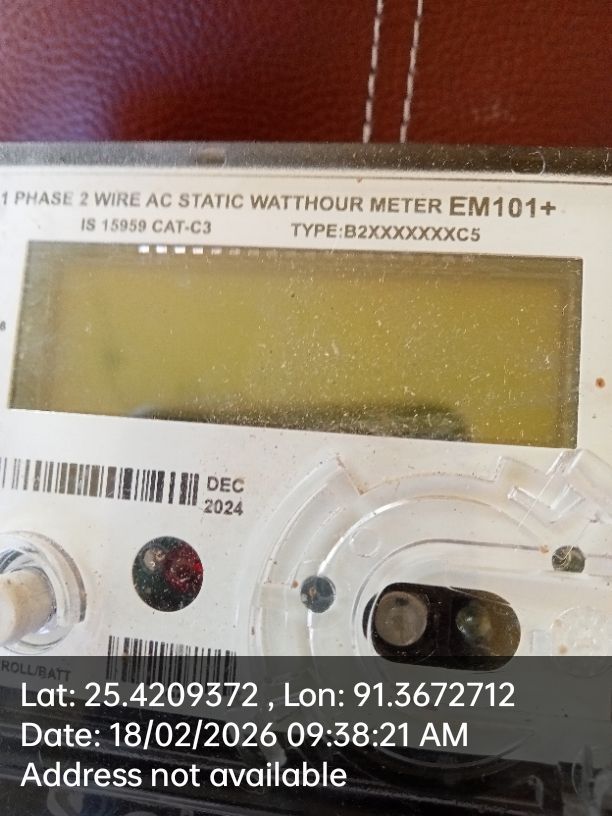 1 PHASE 2 WIRE AC STATIC WATTHOUR METER EM101+
IS 15959 CAT-C3 TYPE:B2XXXXXXXC5
DEC
2024
ROLL/BATT
Lat: 25.4209372 , Lon: 91.3672712
Date: 18/02/2026 09:38:21 AM
Address not available